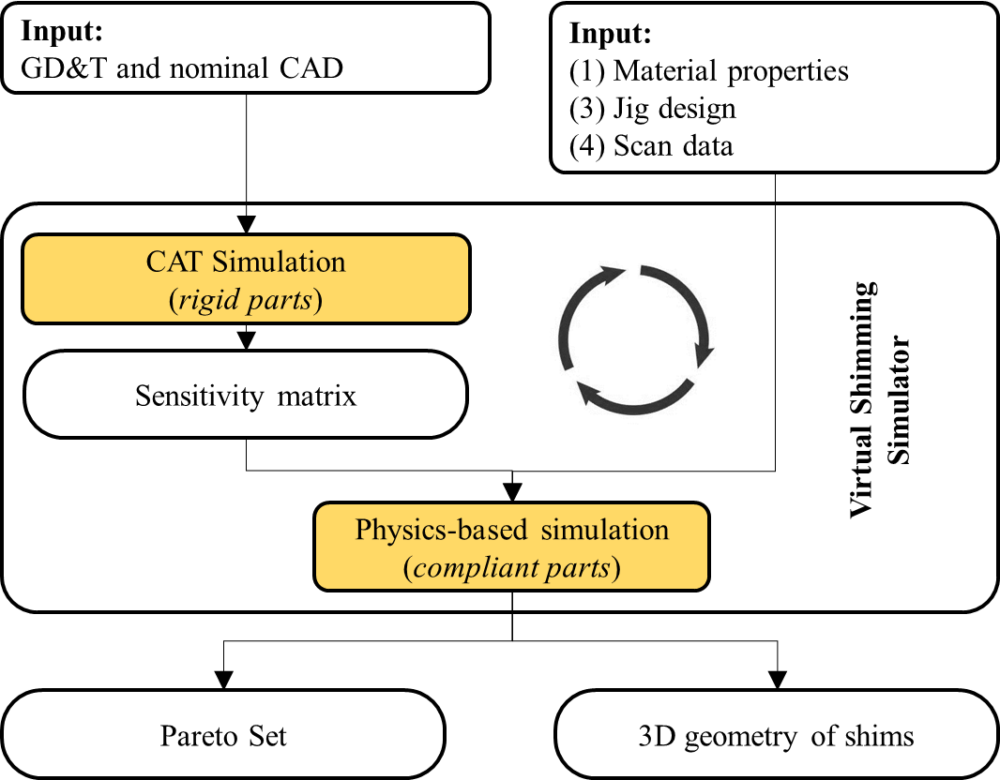 Input:
GD&T and nominal CAD
Input:
(1) Material properties
(3) Jig design
(4) Scan data
CAT Simulation
(rigid parts)
Sensitivity matrix
Virtual Shimming
Simulator
Physics-based simulation
(compliant parts)
Pareto Set
3D geometry of shims